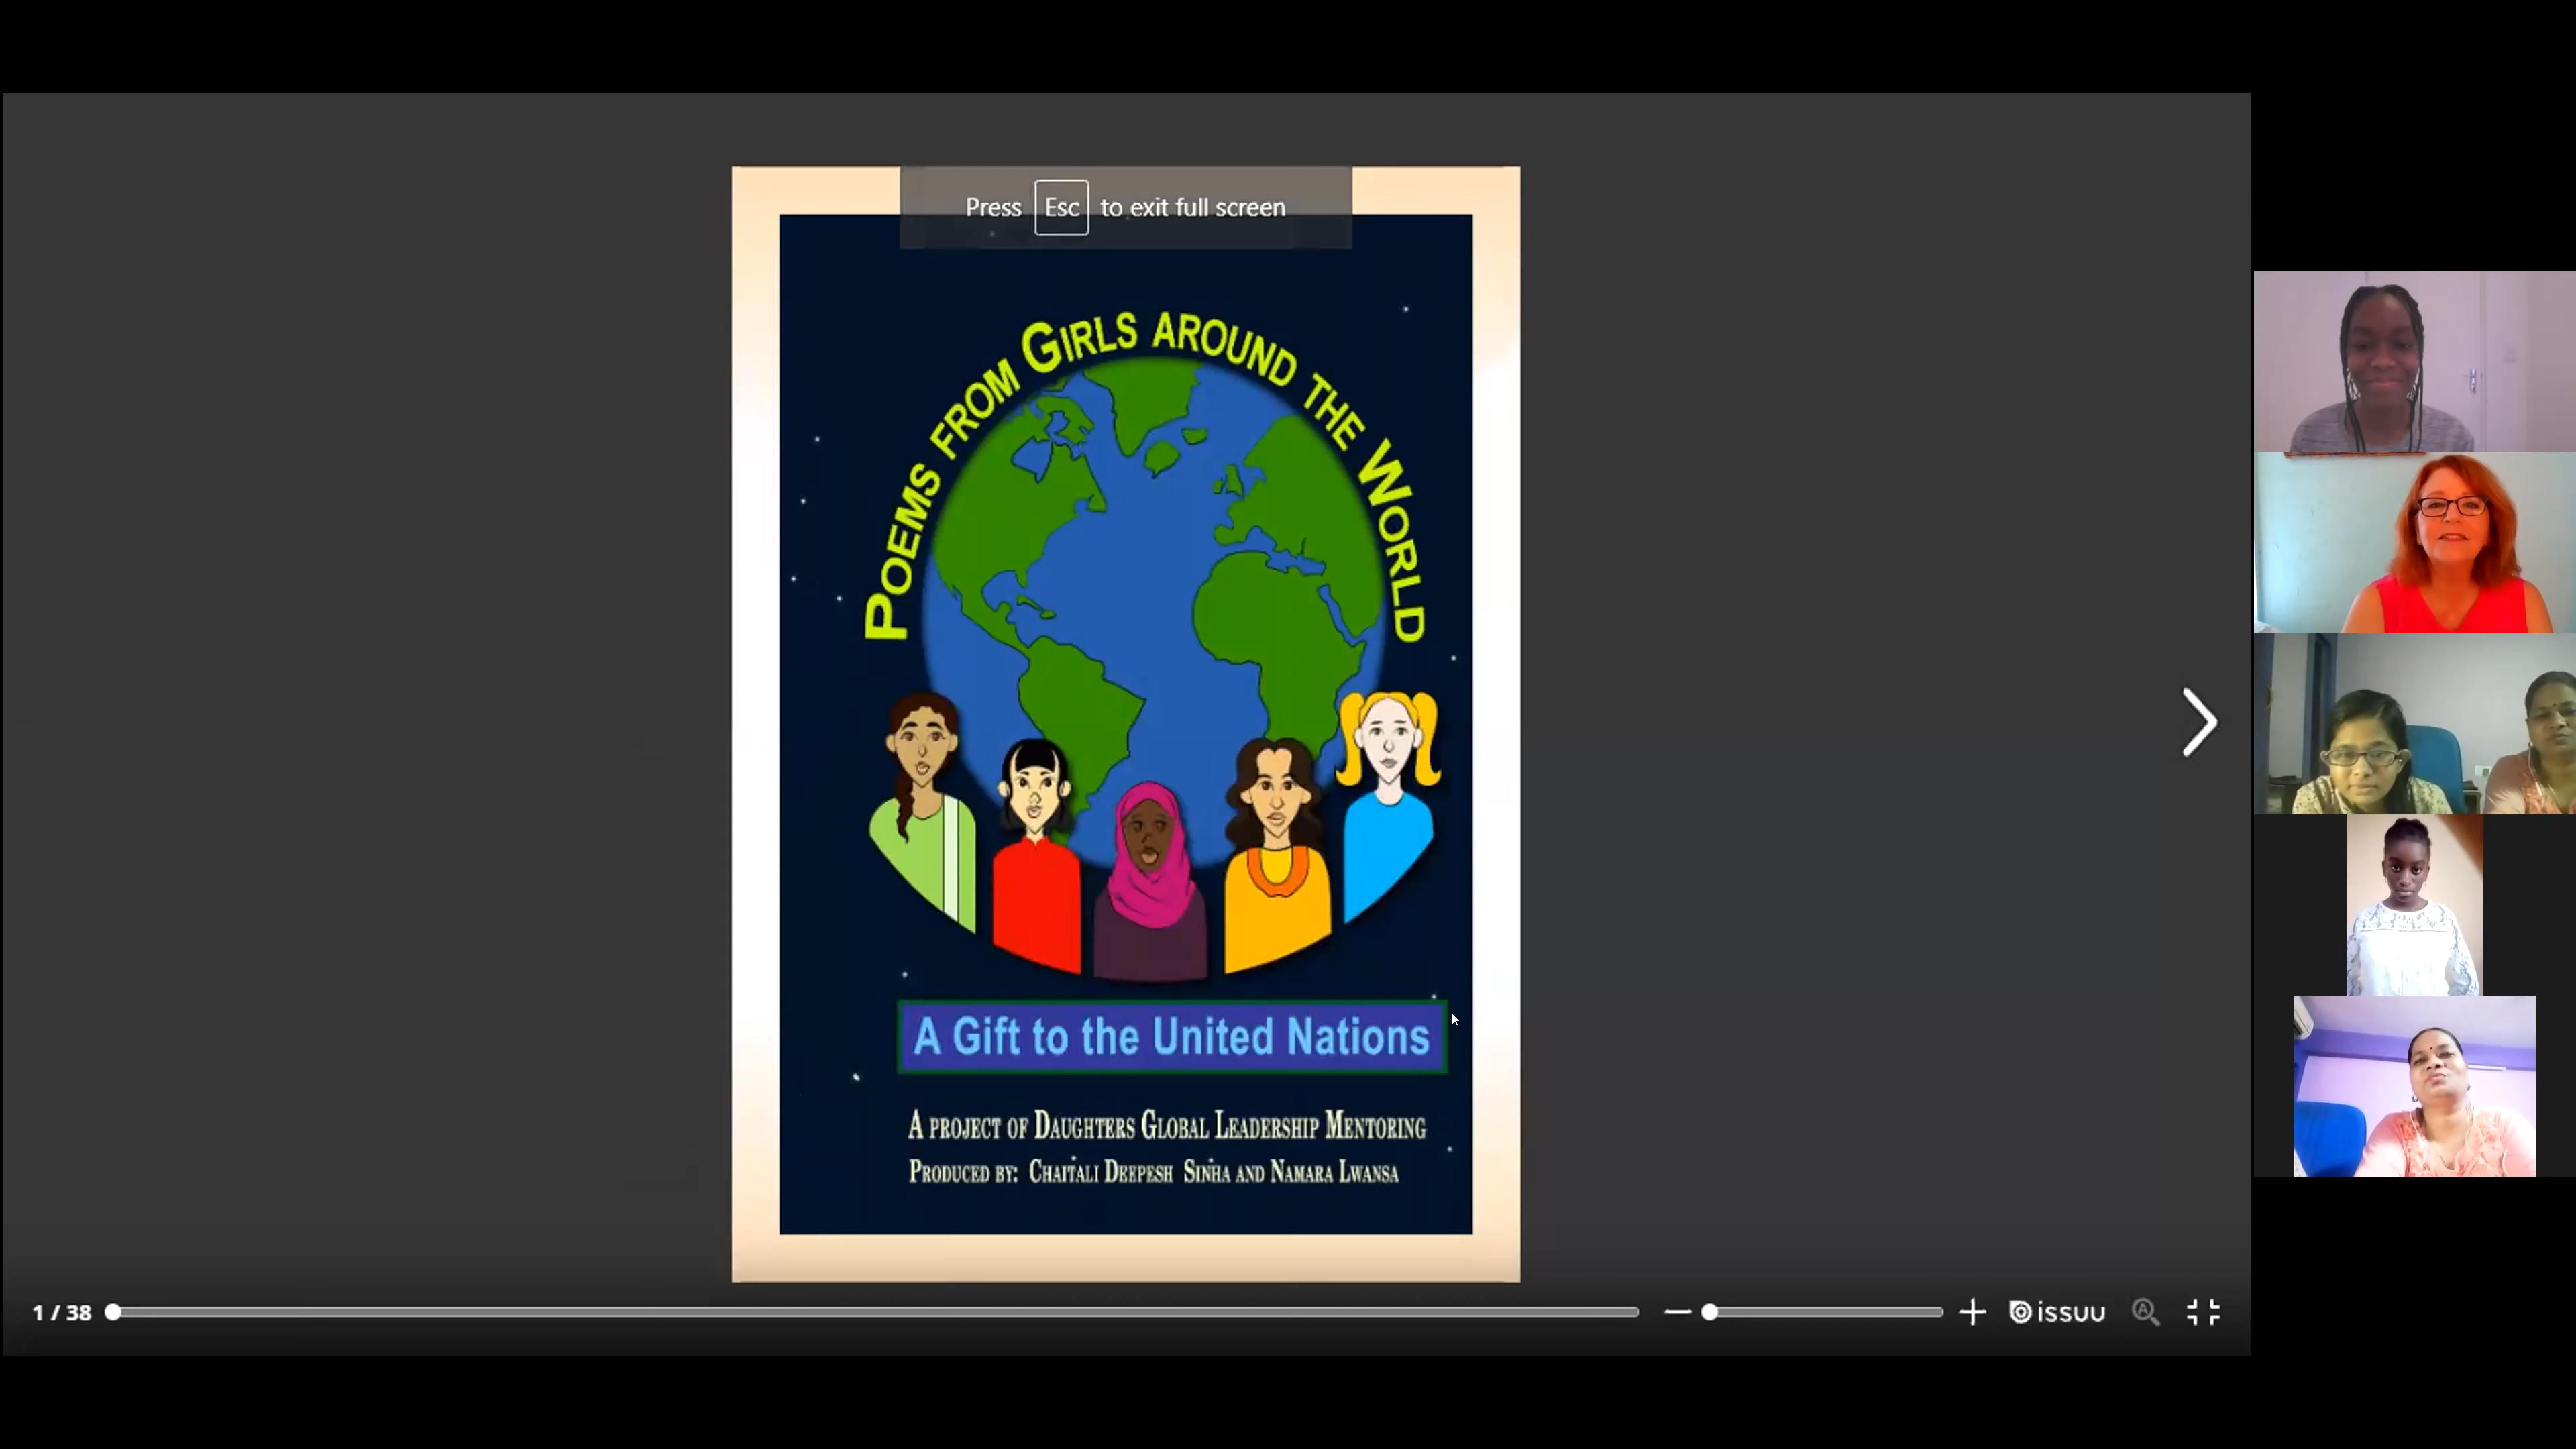 Press Esc to exit full screen
POEMS FROM GIRLS AROUND THE WORLD
A Gift to the United Nations
A PROJECT OF DAUGHTERS GLOBAL LEADERSHIP MENTORING
PRODUCED BY: CHAITALI DEEPESH SINHA AND NAMARA LWANSA
1 / 38
issuu